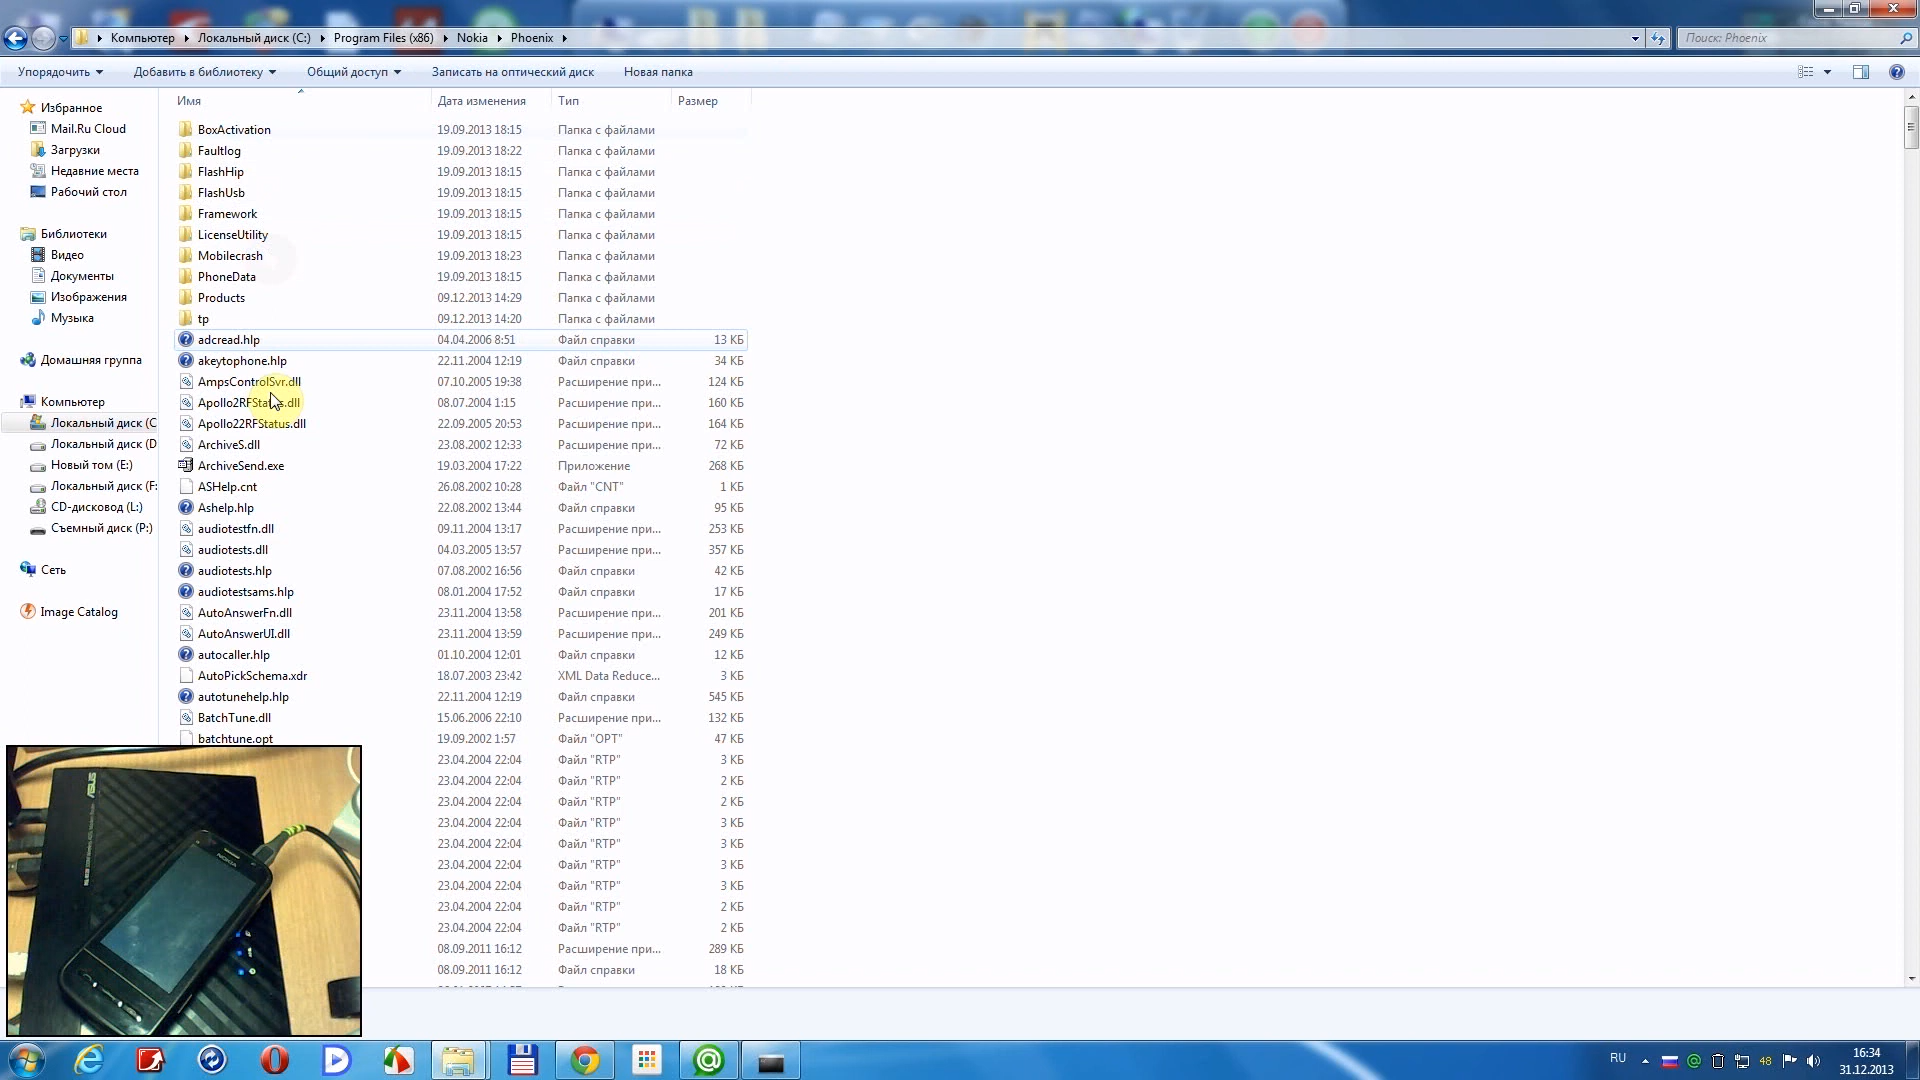 Компьютер ▸ Локальный диск (C:) ▸ Program Files (x86) ▸ Nokia ▸ Phoenix ▸
Поиск: Phoenix
Упорядочить Добавить в библиотеку Общий доступ Записать на оптический диск Новая папка
Имя Дата изменения Тип Размер
Избранное
Mail.Ru Cloud
Загрузки
Недавние места
Рабочий стол
Библиотеки
Видео
Документы
Изображения
Музыка
Домашняя группа
Компьютер
Локальный диск (C
Локальный диск (D
Новый том (E:)
Локальный диск (F:
CD-дисковод (L:)
Съемный диск (P:)
Сеть
Image Catalog
BoxActivation 19.09.2013 18:15 Папка с файлами
Faultlog 19.09.2013 18:22 Папка с файлами
FlashHip 19.09.2013 18:15 Папка с файлами
FlashUsb 19.09.2013 18:15 Папка с файлами
Framework 19.09.2013 18:15 Папка с файлами
LicenseUtility 19.09.2013 18:15 Папка с файлами
Mobilecrash 19.09.2013 18:23 Папка с файлами
PhoneData 19.09.2013 18:15 Папка с файлами
Products 09.12.2013 14:29 Папка с файлами
tp 09.12.2013 14:20 Папка с файлами
adcread.hlp 04.04.2006 8:51 Файл справки 13 КБ
akeytophone.hlp 22.11.2004 12:19 Файл справки 34 КБ
AmpsControlSvr.dll 07.10.2005 19:38 Расширение при... 124 КБ
Apollo2RFStatus.dll 08.07.2004 1:15 Расширение при... 160 КБ
Apollo22RFStatus.dll 22.09.2005 20:53 Расширение при... 164 КБ
ArchiveS.dll 23.08.2002 12:33 Расширение при... 72 КБ
ArchiveSend.exe 19.03.2004 17:22 Приложение 268 КБ
ASHelp.cnt 26.08.2002 10:28 Файл "CNT" 1 КБ
Ashelp.hlp 22.08.2002 13:44 Файл справки 95 КБ
audiotestfn.dll 09.11.2004 13:17 Расширение при... 253 КБ
audiotests.dll 04.03.2005 13:57 Расширение при... 357 КБ
audiotests.hlp 07.08.2002 16:56 Файл справки 42 КБ
audiotestsams.hlp 08.01.2004 17:52 Файл справки 17 КБ
AutoAnswerFn.dll 23.11.2004 13:58 Расширение при... 201 КБ
AutoAnswerUI.dll 23.11.2004 13:59 Расширение при... 249 КБ
autocaller.hlp 01.10.2004 12:01 Файл справки 12 КБ
AutoPickSchema.xdr 18.07.2003 23:42 XML Data Reduce... 3 КБ
autotunehelp.hlp 22.11.2004 12:19 Файл справки 545 КБ
BatchTune.dll 15.06.2006 22:10 Расширение при... 132 КБ
batchtune.opt 19.09.2002 1:57 Файл "OPT" 47 КБ
23.04.2004 22:04 Файл "RTP" 3 КБ
23.04.2004 22:04 Файл "RTP" 2 КБ
23.04.2004 22:04 Файл "RTP" 2 КБ
23.04.2004 22:04 Файл "RTP" 3 КБ
23.04.2004 22:04 Файл "RTP" 3 КБ
23.04.2004 22:04 Файл "RTP" 3 КБ
23.04.2004 22:04 Файл "RTP" 3 КБ
23.04.2004 22:04 Файл "RTP" 2 КБ
23.04.2004 22:04 Файл "RTP" 2 КБ
08.09.2011 16:12 Расширение при... 289 КБ
08.09.2011 16:12 Файл справки 18 КБ
ASUS
NOKIA
RU
48
16:34
31.12.2013